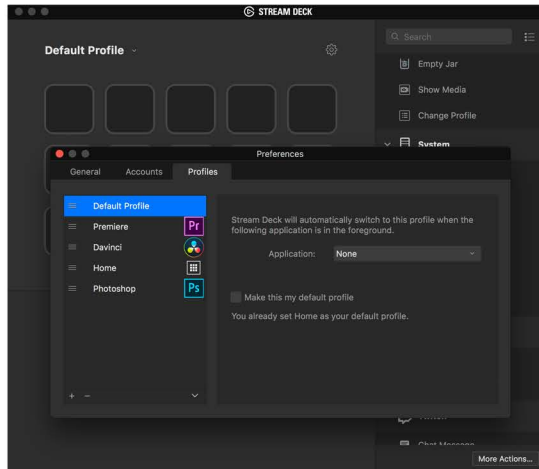 STREAM DECK
Default Profile
Search
Empty Jar
Show Media
Change Profile
System
Preferences
General Accounts Profiles
Default Profile
Premiere Pr
Davinci
Home
Photoshop Ps
Stream Deck will automatically switch to this profile when the
following application is in the foreground.
Application: None
Make this my default profile
You already set Home as your default profile.
+ −
Chat Message
More Actions...